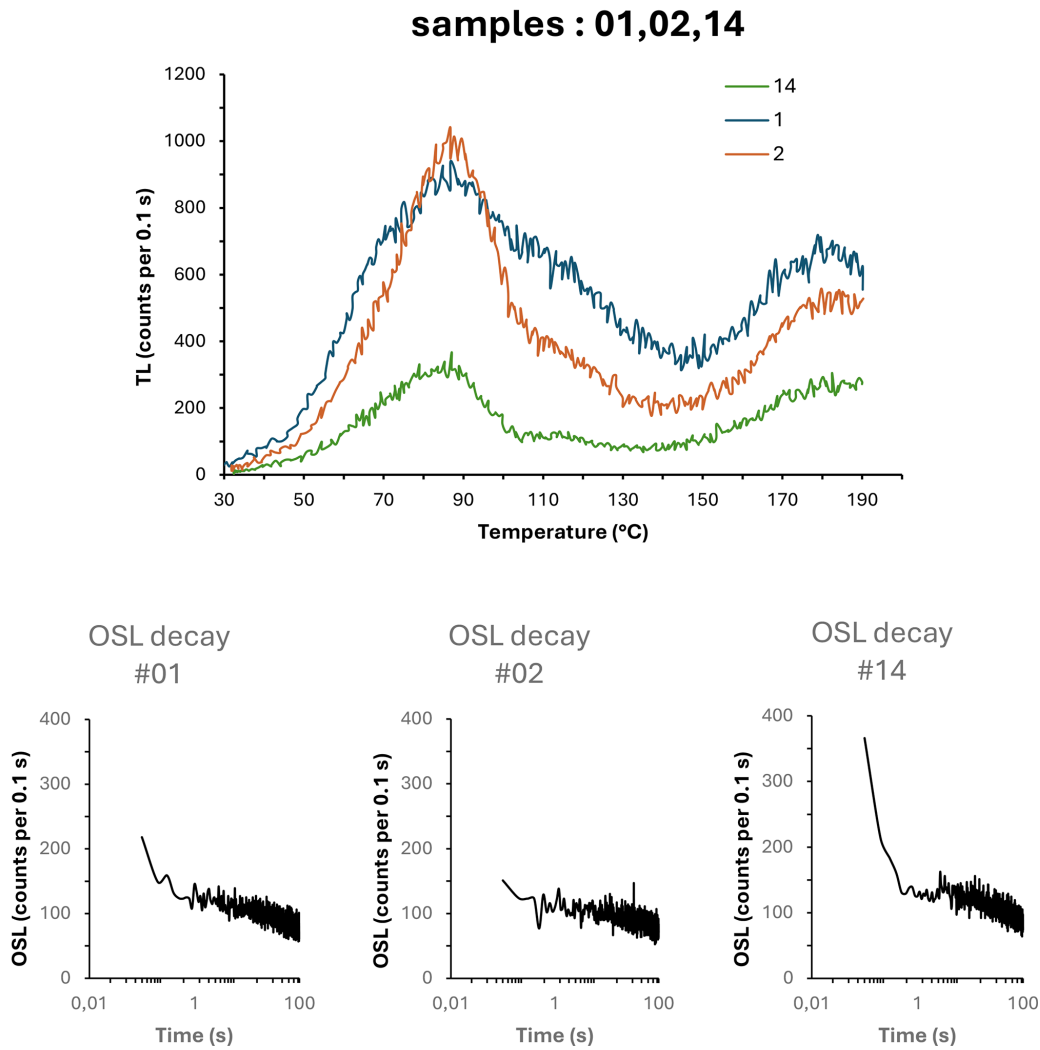 samples : 01,02,14
1200
1000
800
600
400
200
0
TL (counts per 0.1 s)
14
1
2
30 50 70 90 110 130 150 170 190
Temperature (°C)
OSL decay
#01
400
300
200
100
0
OSL (counts per 0.1 s)
0,01 1 100
Time (s)
OSL decay
#02
400
300
200
100
0
OSL (counts per 0.1 s)
0,01 1 100
Time (s)
OSL decay
#14
400
300
200
100
0
OSL (counts per 0.1 s)
0,01 1 100
Time (s)